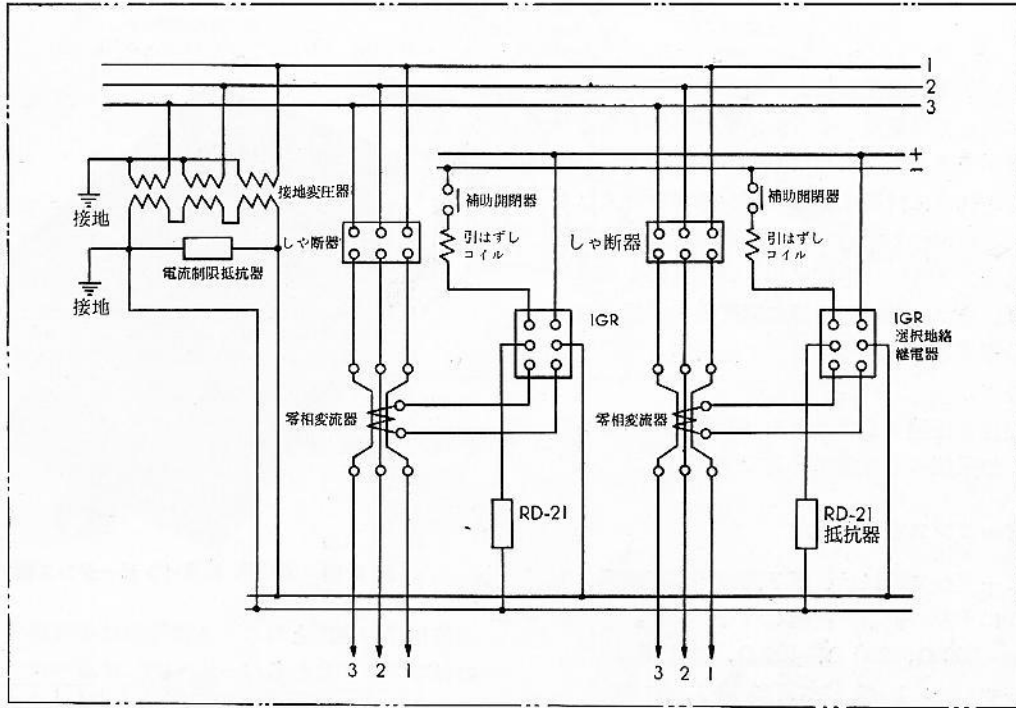 1
2
3
+
−
接地
接地変圧器
しゃ断器
補助開閉器
引はずし
コイル
しゃ断器
補助開閉器
引はずし
コイル
接地
電流制限抵抗器
IGR
IGR
選択地絡
継電器
零相変流器
零相変流器
RD-21
RD-21
抵抗器
3 2 1
3 2 1